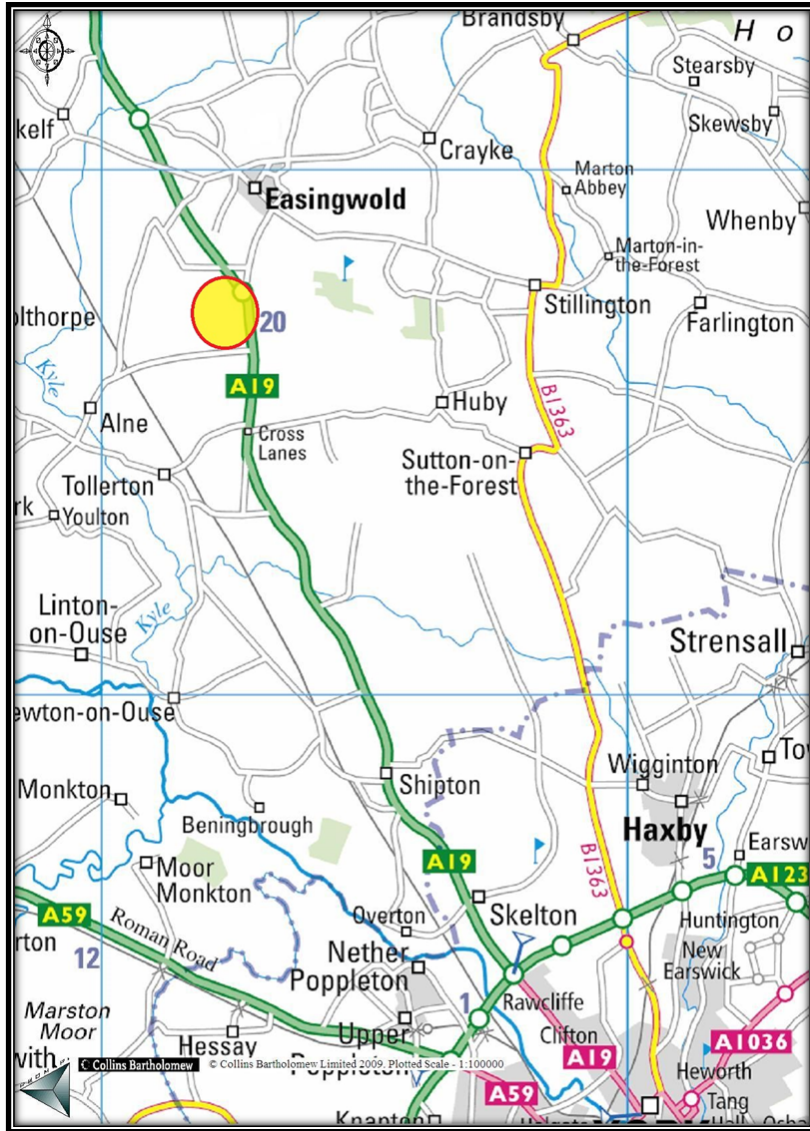 Brandsby
H o
Stearsby
kelf
Crayke
Skewsby
Marton
Abbey
Easingwold
Whenby
Marton-in-
the-Forest
Stillington
olthorpe
20
Farlington
Kyle
A19
B1363
Huby
Alne
Cross
Lanes
Sutton-on-
the-Forest
Tollerton
rk
Youlton
Linton-
on-Ouse
Kyle
Strensall
ewton-on-Ouse
Wigginton
To
Shipton
Monkton
Beningbrough
Haxby
B1363
5
Earsw
A19
Moor
Monkton
A123
A59
Roman Road
Overton
Skelton
Huntington
rton
12
Nether
Poppleton
New
Earswick
1
Rawcliffe
Marston
Moor
Upper
Poppleton
Clifton
A1036
Hessay
with
A19
Collins Bartholomew
© Collins Bartholomew Limited 2009. Plotted Scale - 1:100000
Heworth
A59
Tang
Hall
Knapton